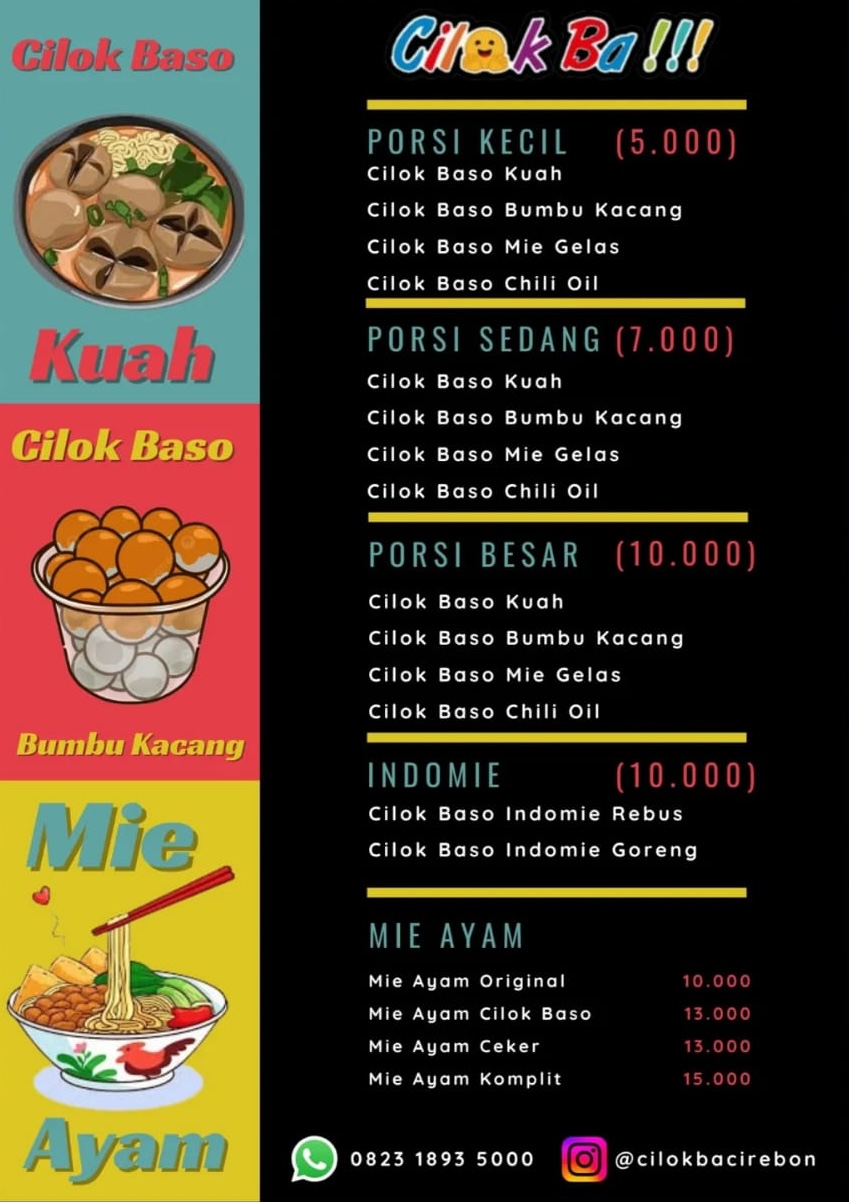 Cilok Baso
Kuah
Cilok Baso
Bumbu Kacang
Mie
Ayam
Cilok Ba !!!
PORSI KECIL (5.000)
Cilok Baso Kuah
Cilok Baso Bumbu Kacang
Cilok Baso Mie Gelas
Cilok Baso Chili Oil
PORSI SEDANG (7.000)
Cilok Baso Kuah
Cilok Baso Bumbu Kacang
Cilok Baso Mie Gelas
Cilok Baso Chili Oil
PORSI BESAR (10.000)
Cilok Baso Kuah
Cilok Baso Bumbu Kacang
Cilok Baso Mie Gelas
Cilok Baso Chili Oil
INDOMIE (10.000)
Cilok Baso Indomie Rebus
Cilok Baso Indomie Goreng
MIE AYAM
Mie Ayam Original 10.000
Mie Ayam Cilok Baso 13.000
Mie Ayam Ceker 13.000
Mie Ayam Komplit 15.000
0823 1893 5000 @cilokbacirebon